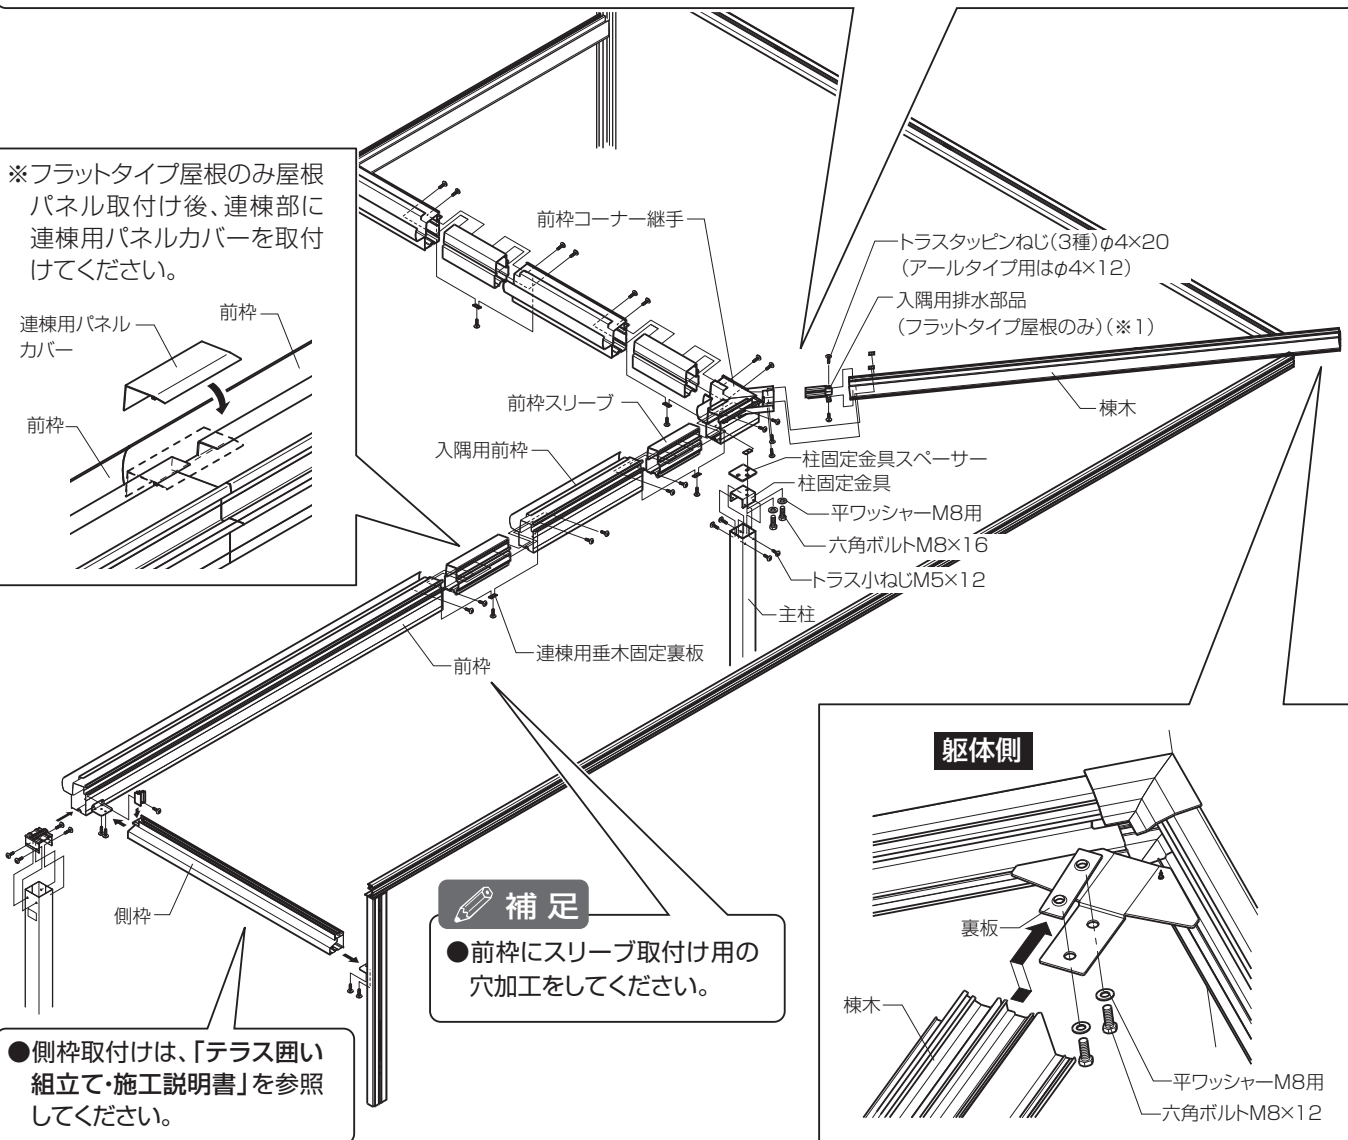 ※フラットタイプ屋根のみ屋根
パネル取付け後、連棟部に
連棟用パネルカバーを取付
けてください。
連棟用パネル
カバー
前枠
前枠
前枠コーナー継手
トラスタッピンねじ(3種)φ4×20
(アールタイプ用はφ4×12)
入隅用排水部品
(フラットタイプ屋根のみ)(※1)
棟木
前枠スリーブ
入隅用前枠
柱固定金具スペーサー
柱固定金具
平ワッシャーM8用
六角ボルトM8×16
トラス小ねじM5×12
主柱
連棟用垂木固定裏板
前枠
側枠
補足
●前枠にスリーブ取付け用の
穴加工をしてください。
●側枠取付けは、「テラス囲い
組立て・施工説明書」を参照
してください。
躯体側
裏板
棟木
平ワッシャーM8用
六角ボルトM8×12